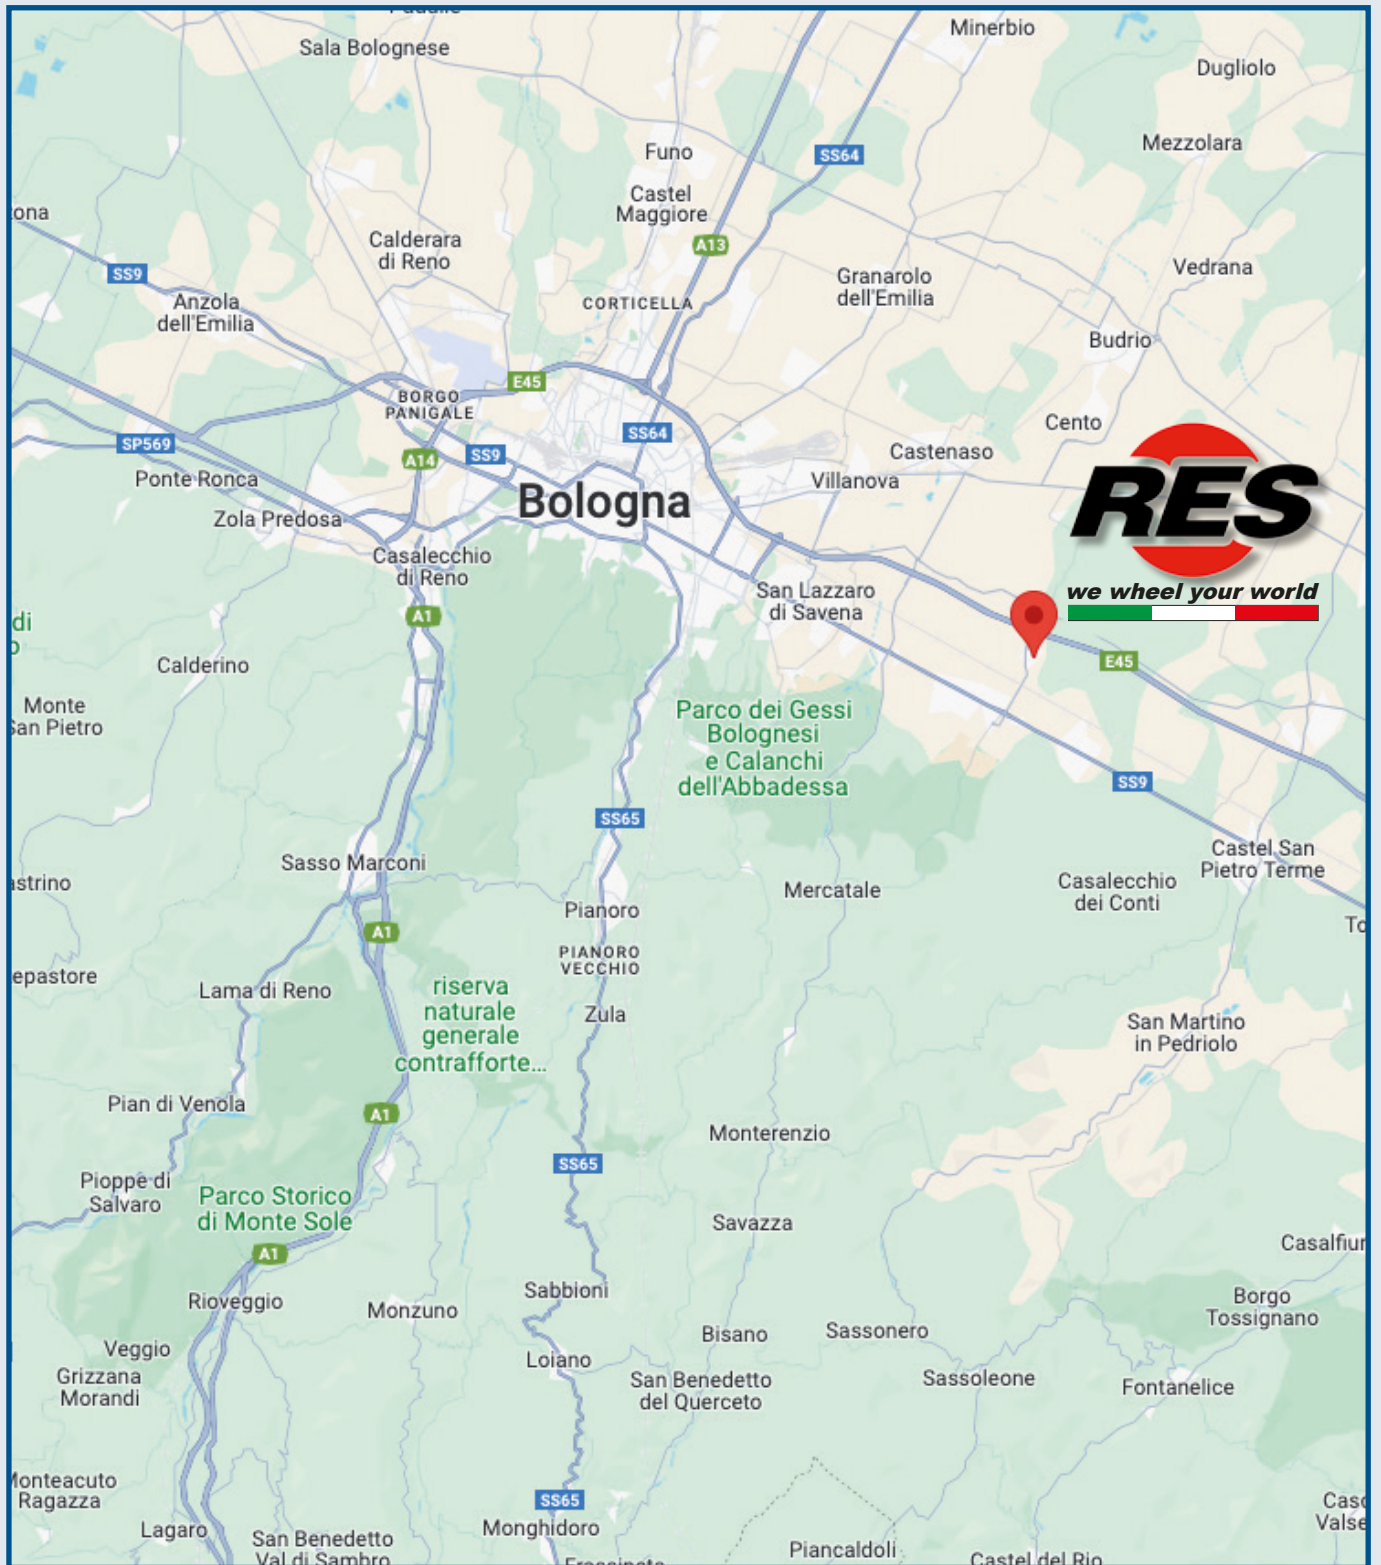 Minerbio
Sala Bolognese
Dugliolo
Mezzolara
Funo
SS64
Castel
Maggiore
Calderara
di Reno
A13
SS9
Vedrana
Granarolo
dell'Emilia
Anzola
dell'Emilia
CORTICELLA
Budrio
E45
BORGO
PANIGALE
Cento
SS64
SP569
SS9
A14
Castenaso
Ponte Ronca
Villanova
Bologna
RES
Zola Predosa
Casalecchio
di Reno
we wheel your world
San Lazzaro
di Savena
A1
di
Calderino
E45
Monte
San Pietro
Parco dei Gessi
Bolognesi
e Calanchi
dell'Abbadessa
SS9
SS65
Sasso Marconi
Castel San
Pietro Terme
astrino
Mercatale
Casalecchio
dei Conti
Pianoro
To
A1
PIANORO
VECCHIO
epastore
Lama di Reno
riserva
naturale
generale
contrafforte...
Zula
San Martino
in Pedriolo
Pian di Venola
A1
Monterenzio
SS65
Pioppe di
Salvaro
Parco Storico
di Monte Sole
Savazza
A1
Casalfiur
Sabbioni
Rioveggio
Monzuno
Borgo
Tossignano
Bisano
Sassonero
Veggio
Loiano
Grizzana
Morandi
San Benedetto
del Querceto
Sassoleone
Fontanelice
Monteacuto
Ragazza
SS65
Caso
Valse
Lagaro
Monghidoro
San Benedetto
Val di Sambro
Piancaldoli
Castel del Rio